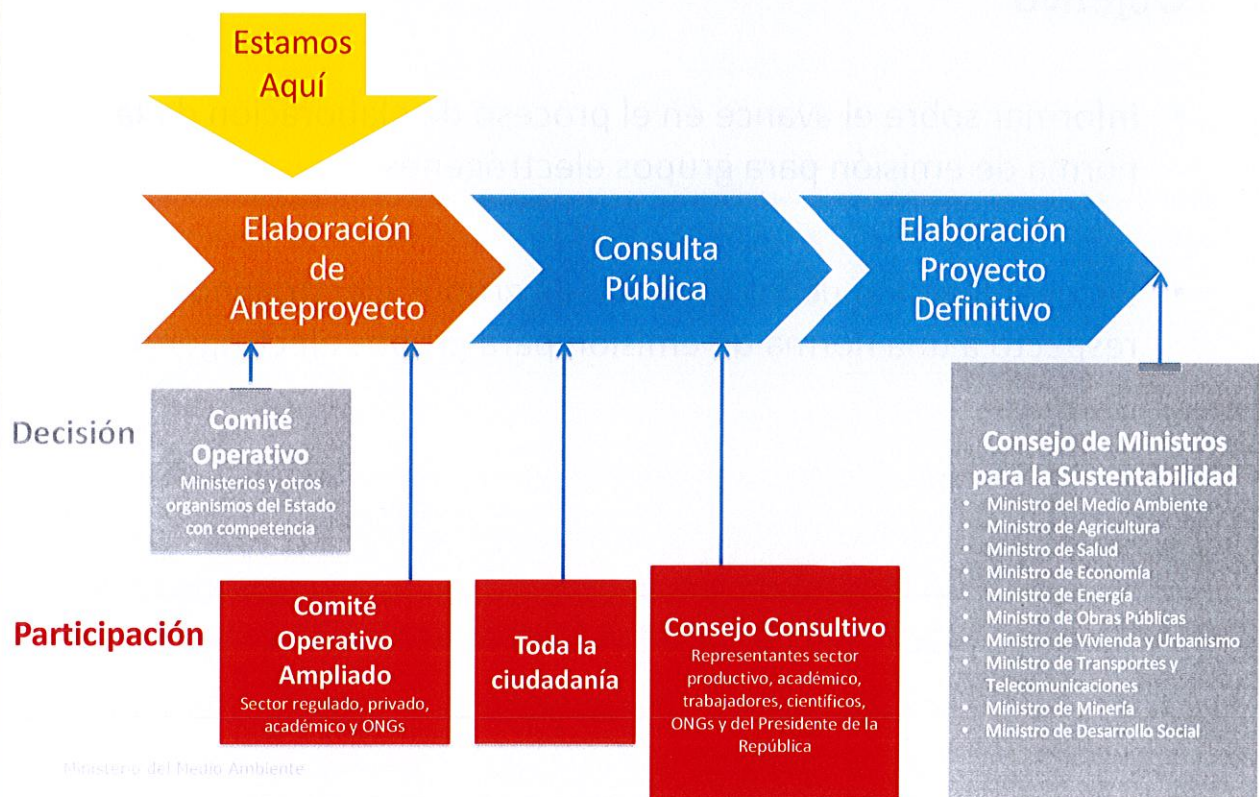 Estamos
Aquí
Elaboración
de
Anteproyecto
Consulta
Pública
Elaboración
Proyecto
Definitivo
Decisión
Comité
Operativo
Ministerios y otros
organismos del Estado
con competencia
Consejo de Ministros
para la Sustentabilidad
• Ministro del Medio Ambiente
• Ministro de Agricultura
• Ministro de Salud
• Ministro de Economía
• Ministro de Energía
• Ministro de Obras Públicas
• Ministro de Vivienda y Urbanismo
• Ministro de Transportes y
Telecomunicaciones
• Ministro de Minería
• Ministro de Desarrollo Social
Participación
Comité
Operativo
Ampliado
Sector regulado, privado,
académico y ONGs
Toda la
ciudadanía
Consejo Consultivo
Representantes sector
productivo, académico,
trabajadores, científicos,
ONGs y del Presidente de la
República
Ministerio del Medio Ambiente